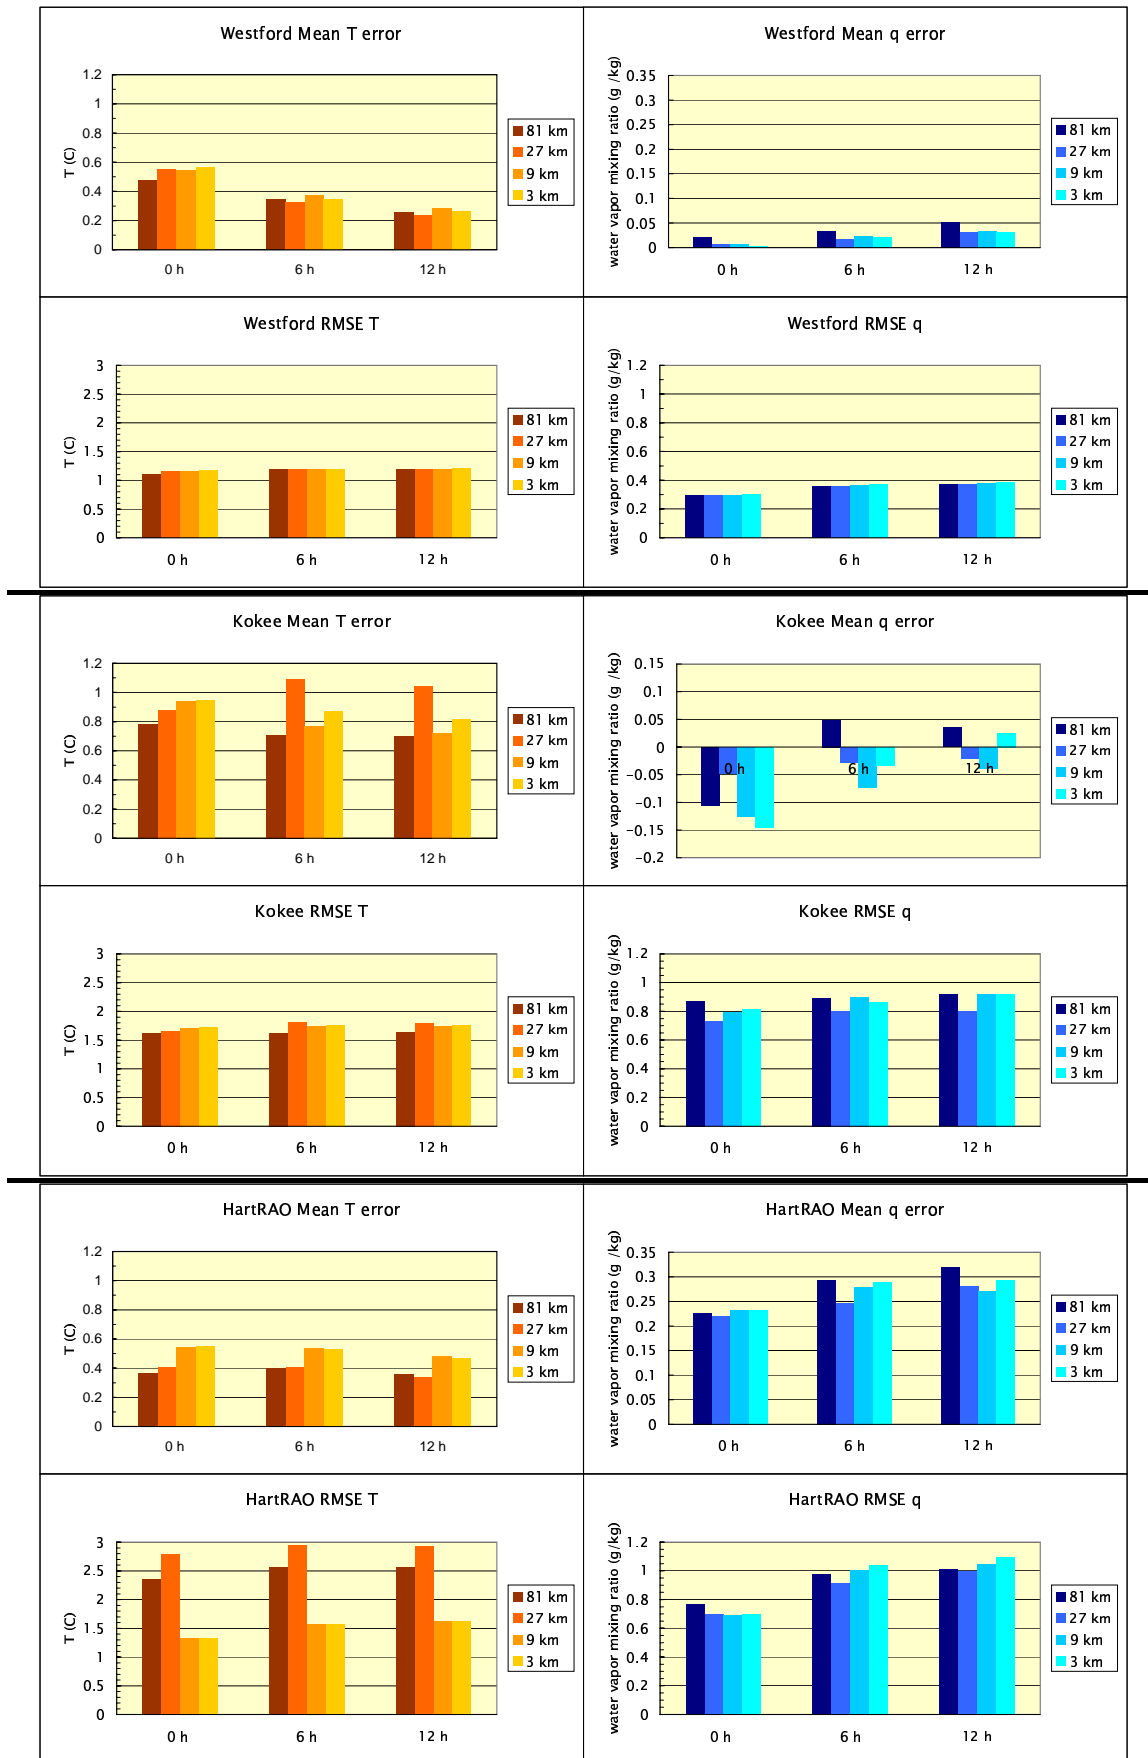 Westford Mean T error
T (C)
1.2
1
0.8
0.6
0.4
0.2
0
0 h 6 h 12 h
81 km
27 km
9 km
3 km
Westford Mean q error
water vapor mixing ratio (g /kg)
0.35
0.3
0.25
0.2
0.15
0.1
0.05
0
0 h 6 h 12 h
81 km
27 km
9 km
3 km
Westford RMSE T
T (C)
3
2.5
2
1.5
1
0.5
0
0 h 6 h 12 h
81 km
27 km
9 km
3 km
Westford RMSE q
water vapor mixing ratio (g/kg)
1.2
1
0.8
0.6
0.4
0.2
0
0 h 6 h 12 h
81 km
27 km
9 km
3 km
Kokee Mean T error
T (C)
1.2
1
0.8
0.6
0.4
0.2
0
0 h 6 h 12 h
81 km
27 km
9 km
3 km
Kokee Mean q error
water vapor mixing ratio (g /kg)
0.15
0.1
0.05
0
−0.05
−0.1
−0.15
−0.2
0 h 6 h 12 h
81 km
27 km
9 km
3 km
Kokee RMSE T
T (C)
3
2.5
2
1.5
1
0.5
0
0 h 6 h 12 h
81 km
27 km
9 km
3 km
Kokee RMSE q
water vapor mixing ratio (g/kg)
1.2
1
0.8
0.6
0.4
0.2
0
0 h 6 h 12 h
81 km
27 km
9 km
3 km
HartRAO Mean T error
T (C)
1.2
1
0.8
0.6
0.4
0.2
0
0 h 6 h 12 h
81 km
27 km
9 km
3 km
HartRAO Mean q error
water vapor mixing ratio (g /kg)
0.35
0.3
0.25
0.2
0.15
0.1
0.05
0
0 h 6 h 12 h
81 km
27 km
9 km
3 km
HartRAO RMSE T
T (C)
3
2.5
2
1.5
1
0.5
0
0 h 6 h 12 h
81 km
27 km
9 km
3 km
HartRAO RMSE q
water vapor mixing ratio (g/kg)
1.2
1
0.8
0.6
0.4
0.2
0
0 h 6 h 12 h
81 km
27 km
9 km
3 km